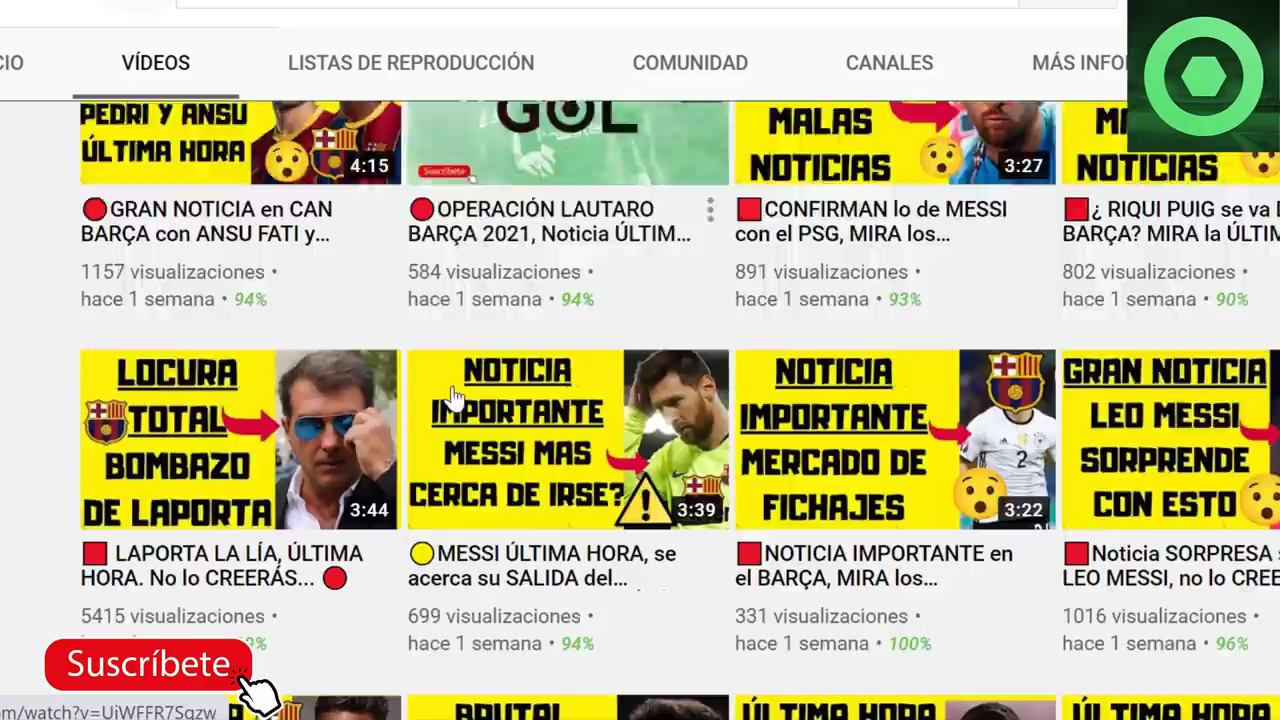 CIO
VÍDEOS
LISTAS DE REPRODUCCIÓN
COMUNIDAD
CANALES
MÁS INFO
PEDRI Y ANSU
ÚLTIMA HORA
4:15
GOL
Suscríbete
MALAS
NOTICIAS
3:27
NOTICIAS
GRAN NOTICIA en CAN
BARÇA con ANSU FATI y...
1157 visualizaciones •
hace 1 semana • 94%
OPERACIÓN LAUTARO
BARÇA 2021, Noticia ÚLTIM...
584 visualizaciones •
hace 1 semana • 94%
CONFIRMAN lo de MESSI
con el PSG, MIRA los...
891 visualizaciones •
hace 1 semana • 93%
¿ RIQUI PUIG se va
BARÇA? MIRA la ÚLTI
802 visualizaciones •
hace 1 semana • 90%
LOCURA
TOTAL
BOMBAZO
DE LAPORTA
3:44
NOTICIA
IMPORTANTE
MESSI MAS
CERCA DE IRSE?
3:39
NOTICIA
IMPORTANTE
MERCADO DE
FICHAJES
2
3:22
GRAN NOTICIA
LEO MESSI
SORPRENDE
CON ESTO
LAPORTA LA LÍA, ÚLTIMA
HORA. No lo CREERÁS...
5415 visualizaciones •
MESSI ÚLTIMA HORA, se
acerca su SALIDA del...
699 visualizaciones •
hace 1 semana • 94%
NOTICIA IMPORTANTE en
el BARÇA, MIRA los...
331 visualizaciones •
hace 1 semana • 100%
Noticia SORPRESA
LEO MESSI, no lo CREE
1016 visualizaciones •
hace 1 semana • 96%
Suscríbete
om/watch?v=UiWFFR7Sqzw
BRUTAL
ÚLTIMA HORA
ÚLTIMA HORA